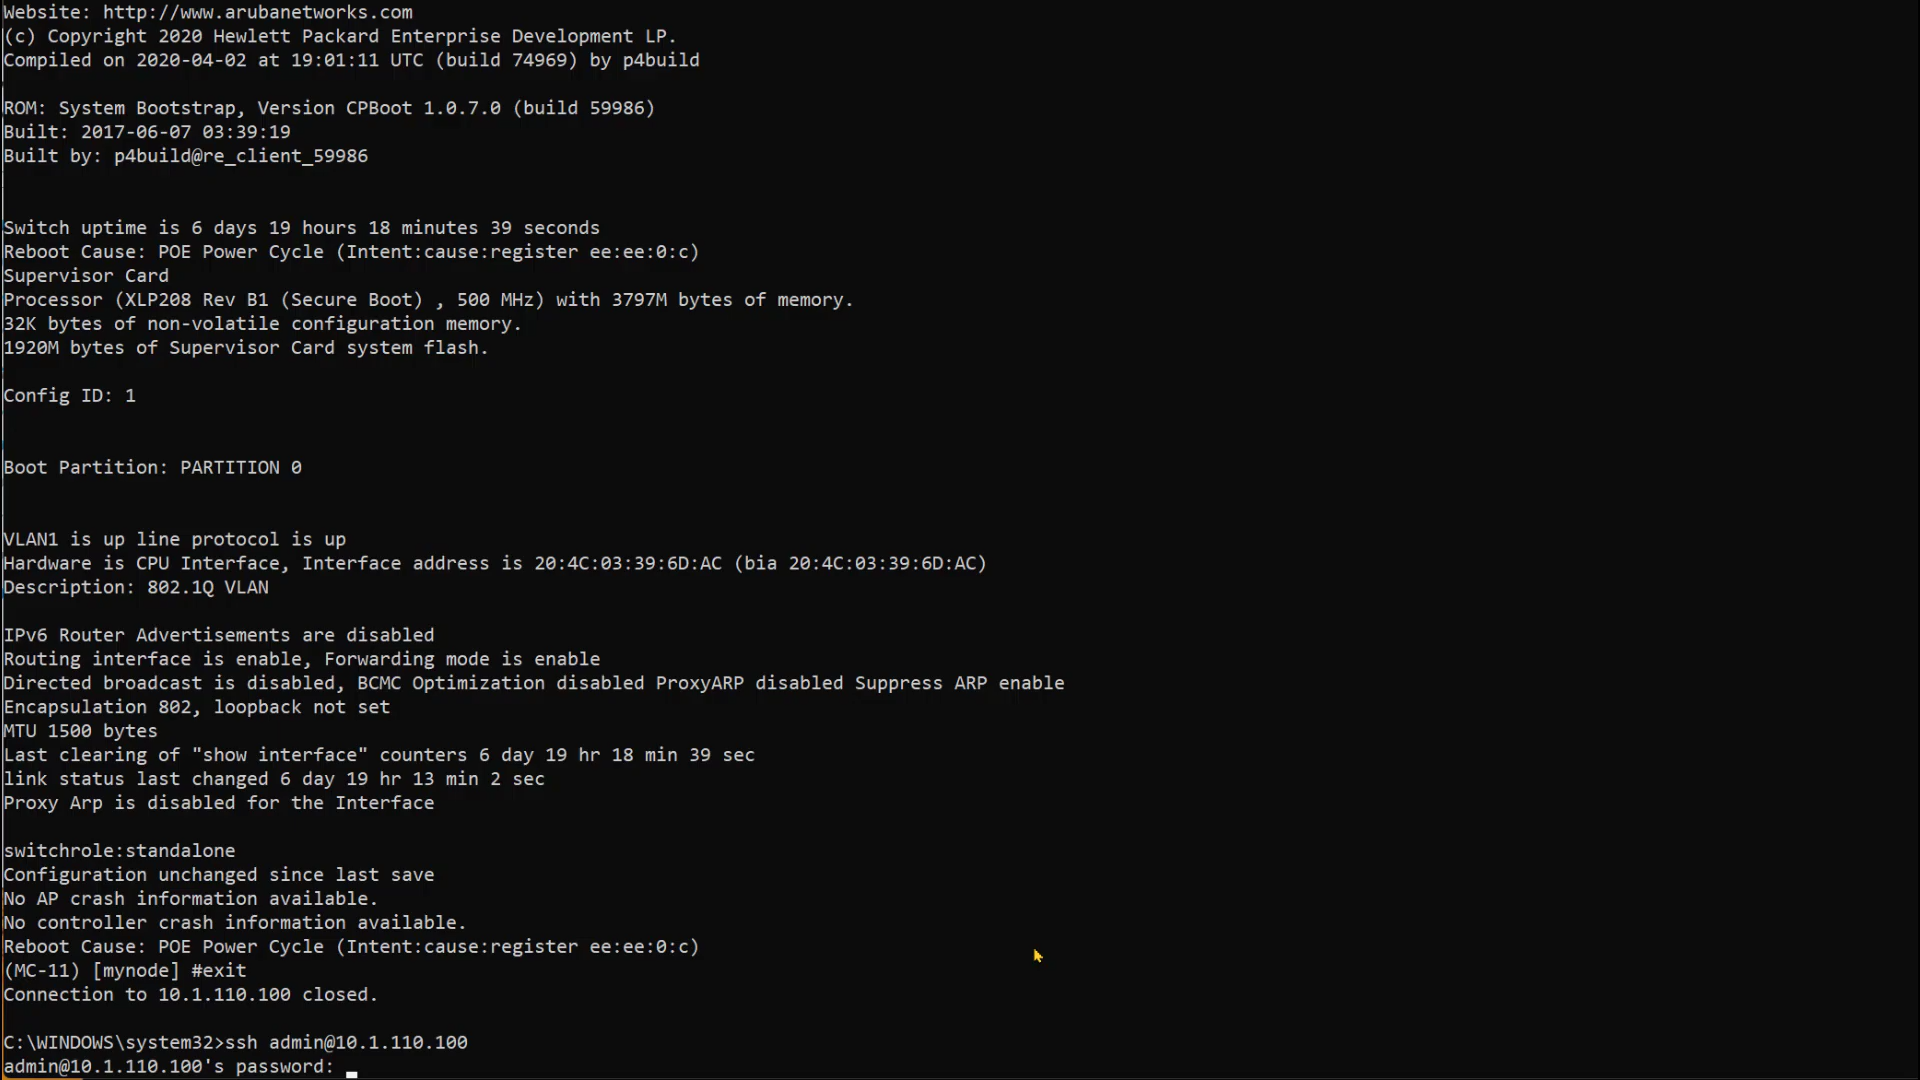 Website: http://www.arubanetworks.com
(c) Copyright 2020 Hewlett Packard Enterprise Development LP.
Compiled on 2020-04-02 at 19:01:11 UTC (build 74969) by p4build
ROM: System Bootstrap, Version CPBoot 1.0.7.0 (build 59986)
Built: 2017-06-07 03:39:19
Built by: p4build@re_client_59986
Switch uptime is 6 days 19 hours 18 minutes 39 seconds
Reboot Cause: POE Power Cycle (Intent:cause:register ee:ee:0:c)
Supervisor Card
Processor (XLP208 Rev B1 (Secure Boot) , 500 MHz) with 3797M bytes of memory.
32K bytes of non-volatile configuration memory.
1920M bytes of Supervisor Card system flash.
Config ID: 1
Boot Partition: PARTITION 0
VLAN1 is up line protocol is up
Hardware is CPU Interface, Interface address is 20:4C:03:39:6D:AC (bia 20:4C:03:39:6D:AC)
Description: 802.1Q VLAN
IPv6 Router Advertisements are disabled
Routing interface is enable, Forwarding mode is enable
Directed broadcast is disabled, BCMC Optimization disabled ProxyARP disabled Suppress ARP enable
Encapsulation 802, loopback not set
MTU 1500 bytes
Last clearing of "show interface" counters 6 day 19 hr 18 min 39 sec
link status last changed 6 day 19 hr 13 min 2 sec
Proxy Arp is disabled for the Interface
switchrole:standalone
Configuration unchanged since last save
No AP crash information available.
No controller crash information available.
Reboot Cause: POE Power Cycle (Intent:cause:register ee:ee:0:c)
(MC-11) [mynode] #exit
Connection to 10.1.110.100 closed.
C:\WINDOWS\system32>ssh admin@10.1.110.100
admin@10.1.110.100's password: